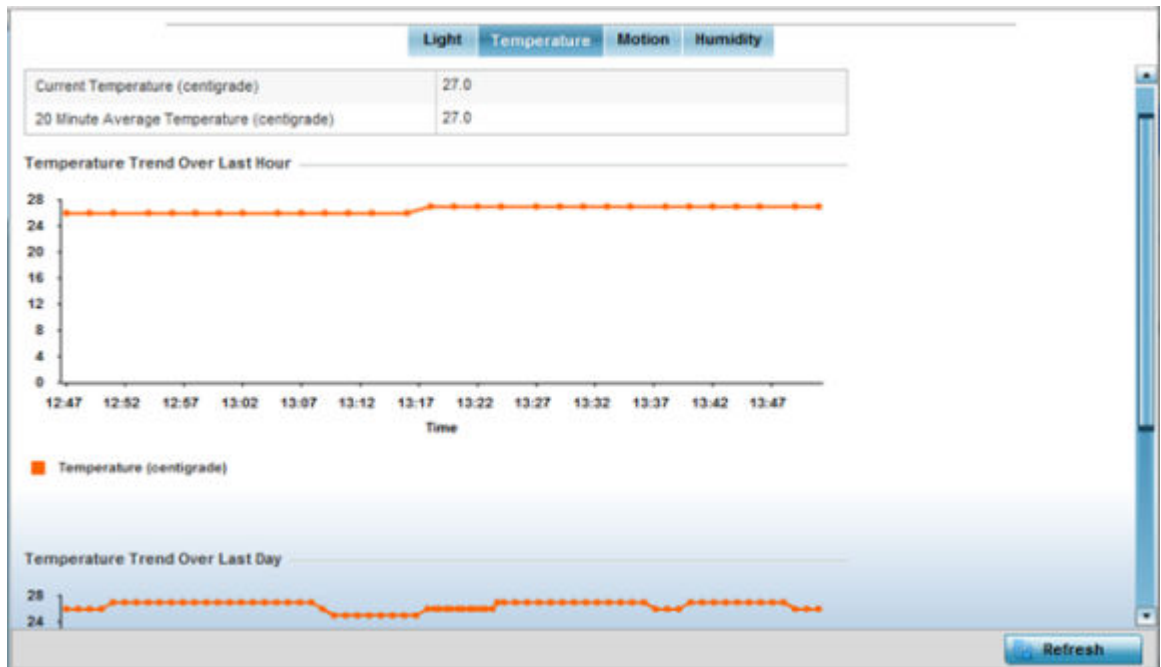 Light Temperature Motion Humidity
Current Temperature (centigrade) 27.0
20 Minute Average Temperature (centigrade) 27.0
Temperature Trend Over Last Hour
28
24
20
16
12
8
4
0
12:47 12:52 12:57 13:02 13:07 13:12 13:17 13:22 13:27 13:32 13:37 13:42 13:47
Time
Temperature (centigrade)
Temperature Trend Over Last Day
28
24
Refresh